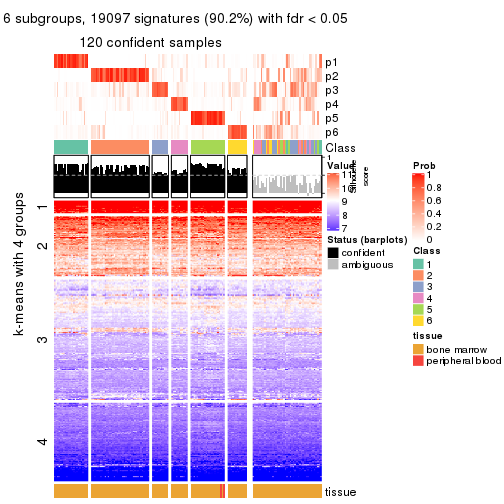 6 subgroups, 19097 signatures (90.2%) with fdr < 0.05
120 confident samples
p1
p2
p3
p4
p5
p6
Class
1
Silhouette
score
k-means with 4 groups
1
2
3
4
tissue
Value
11
9
8
7
Status (barplots)
confident
ambiguous
Prob
1
0.8
0.6
0.4
0.2
0
Class
1
2
3
4
5
6
tissue
bone marrow
peripheral blood